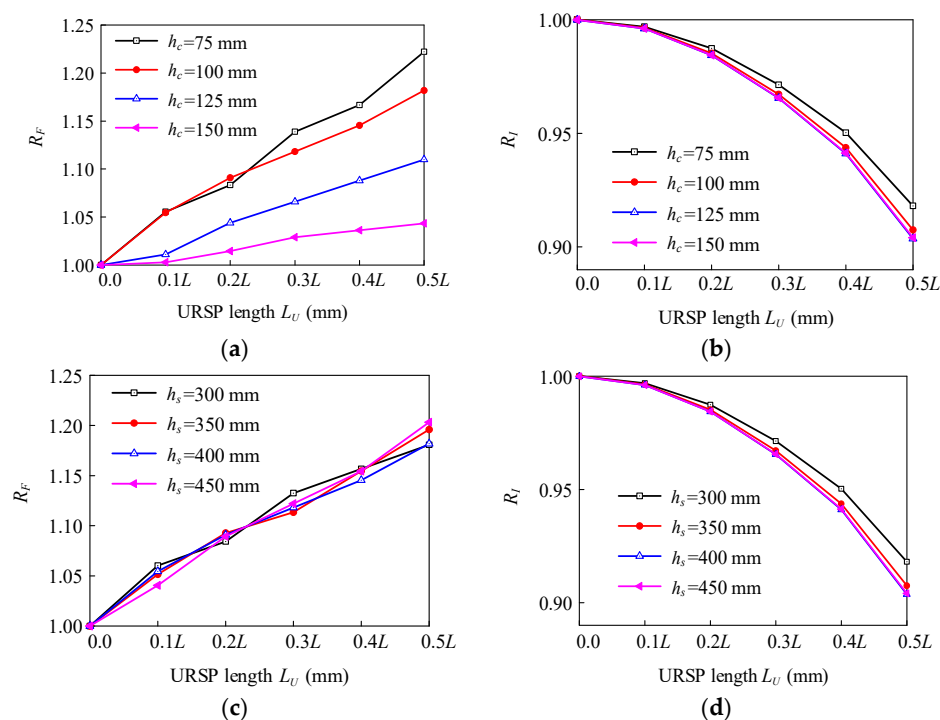 1.25
1.20
1.15
1.10
1.05
1.00
R_F
h_c=75 mm
h_c=100 mm
h_c=125 mm
h_c=150 mm
0.0 0.1L 0.2L 0.3L 0.4L 0.5L
URSP length L_U (mm)
(a)
1.00
0.95
0.90
R_I
h_c=75 mm
h_c=100 mm
h_c=125 mm
h_c=150 mm
0.0 0.1L 0.2L 0.3L 0.4L 0.5L
URSP length L_U (mm)
(b)
1.25
1.20
1.15
1.10
1.05
1.00
R_F
h_s=300 mm
h_s=350 mm
h_s=400 mm
h_s=450 mm
0.0 0.1L 0.2L 0.3L 0.4L 0.5L
URSP length L_U (mm)
(c)
1.00
0.95
0.90
R_I
h_s=300 mm
h_s=350 mm
h_s=400 mm
h_s=450 mm
0.0 0.1L 0.2L 0.3L 0.4L 0.5L
URSP length L_U (mm)
(d)